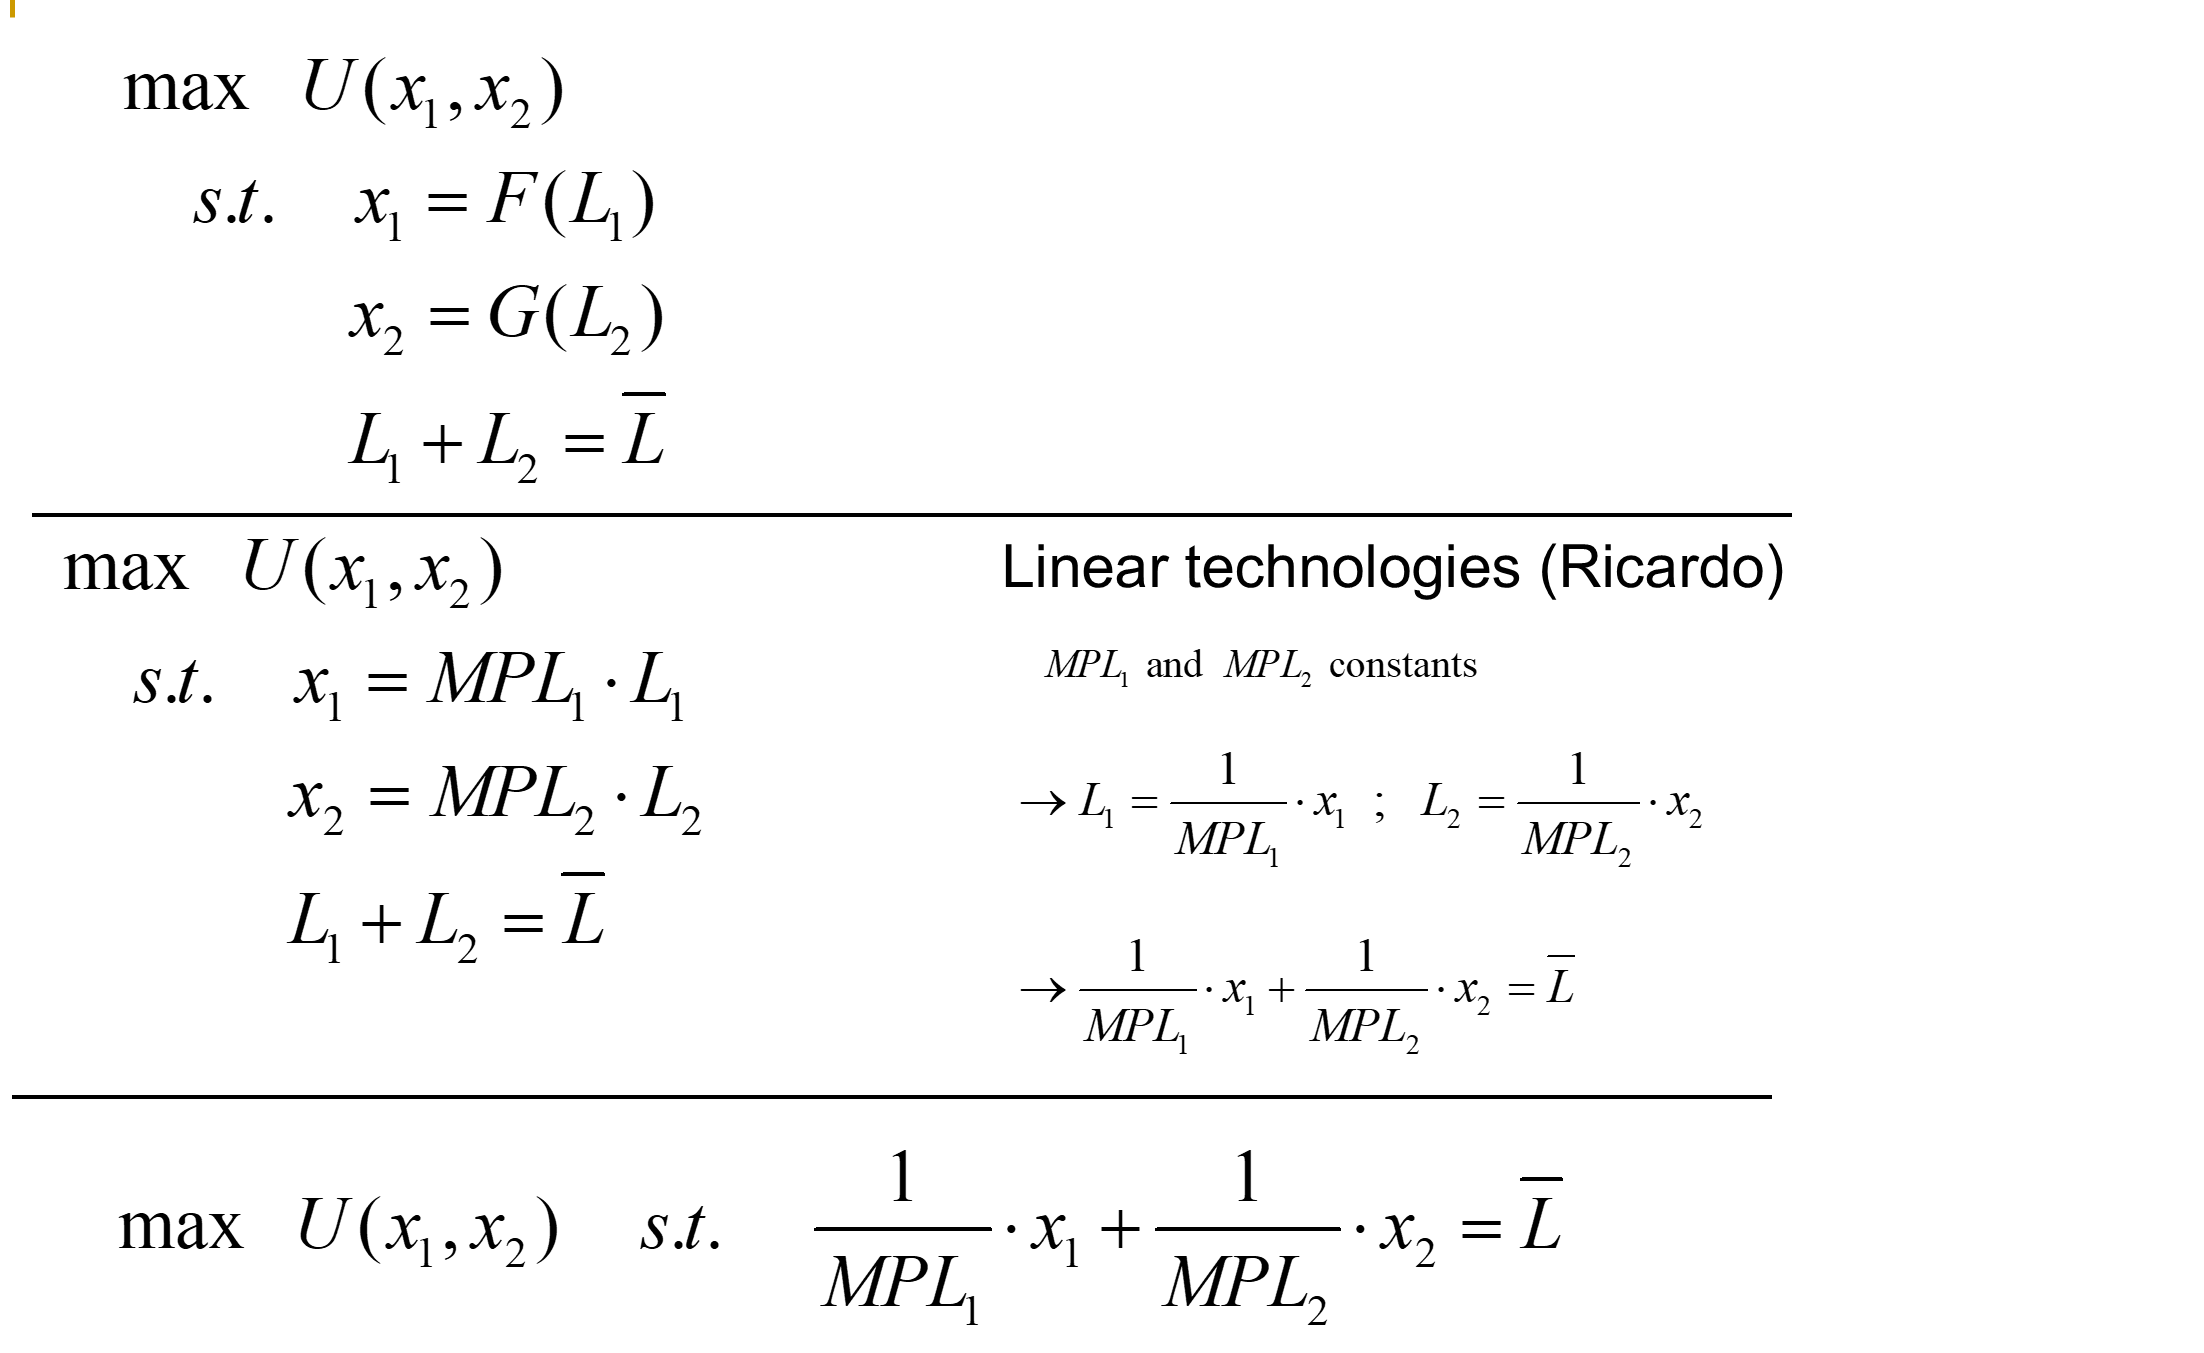 max U(x₁, x₂)
s.t. x₁ = F(L₁)
x₂ = G(L₂)
L₁ + L₂ = L̅
max U(x₁, x₂)
s.t. x₁ = MPL₁ · L₁
x₂ = MPL₂ · L₂
L₁ + L₂ = L̅
Linear technologies (Ricardo)
MPL₁ and MPL₂ constants
→ L₁ = 1/MPL₁ · x₁ ; L₂ = 1/MPL₂ · x₂
→ 1/MPL₁ · x₁ + 1/MPL₂ · x₂ = L̅
max U(x₁, x₂) s.t. 1/MPL₁ · x₁ + 1/MPL₂ · x₂ = L̅